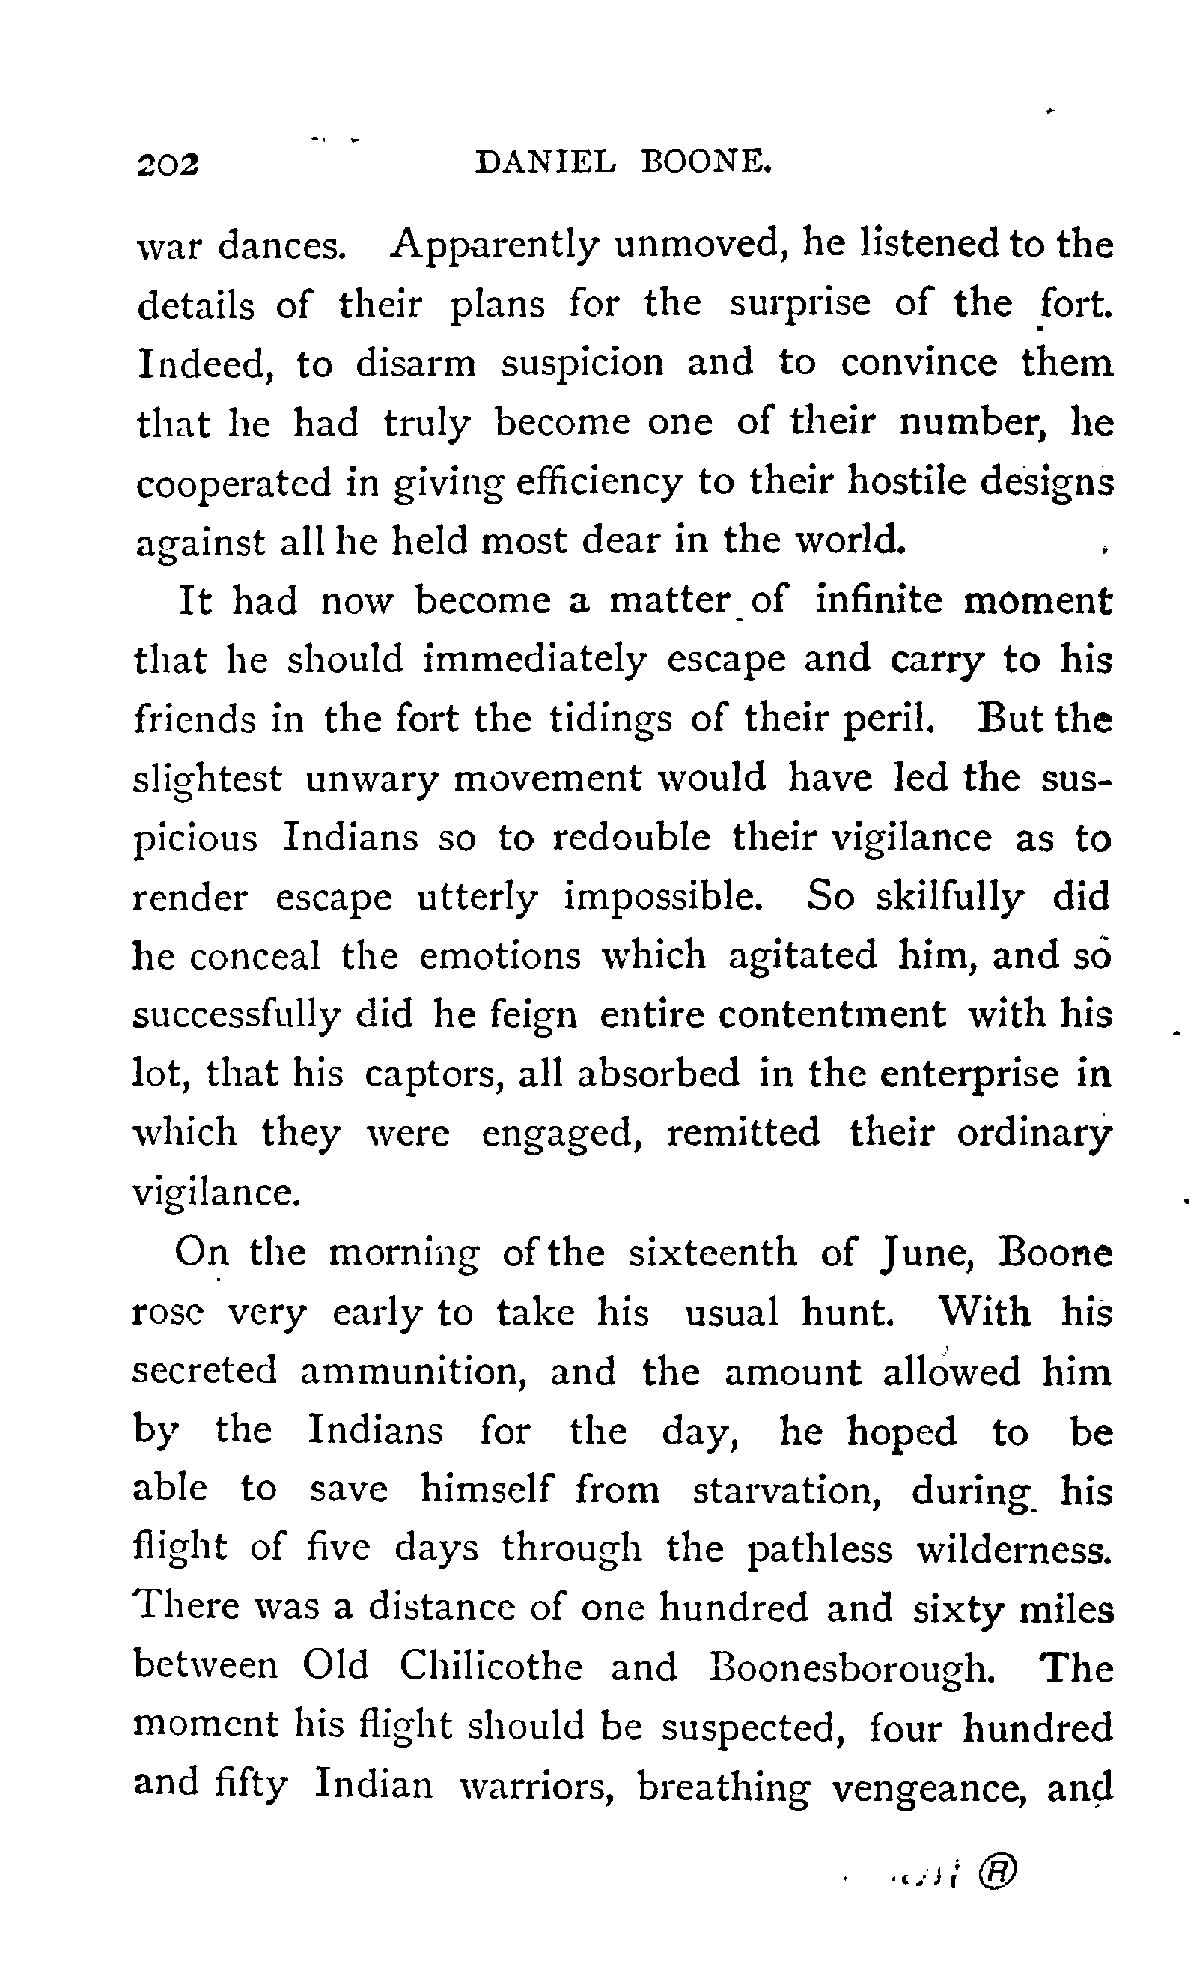 202 DANIEL BOONE.
war dances. Apparently unmoved, he listened to the
details of their plans for the surprise of the fort.
Indeed, to disarm suspicion and to convince them
that he had truly become one of their number, he
cooperated in giving efficiency to their hostile designs
against all he held most dear in the world.
It had now become a matter of infinite moment
that he should immediately escape and carry to his
friends in the fort the tidings of their peril. But the
slightest unwary movement would have led the sus-
picious Indians so to redouble their vigilance as to
render escape utterly impossible. So skilfully did
he conceal the emotions which agitated him, and so
successfully did he feign entire contentment with his
lot, that his captors, all absorbed in the enterprise in
which they were engaged, remitted their ordinary
vigilance.
On the morning of the sixteenth of June, Boone
rose very early to take his usual hunt. With his
secreted ammunition, and the amount allowed him
by the Indians for the day, he hoped to be
able to save himself from starvation, during his
flight of five days through the pathless wilderness.
There was a distance of one hundred and sixty miles
between Old Chilicothe and Boonesborough. The
moment his flight should be suspected, four hundred
and fifty Indian warriors, breathing vengeance, and
®